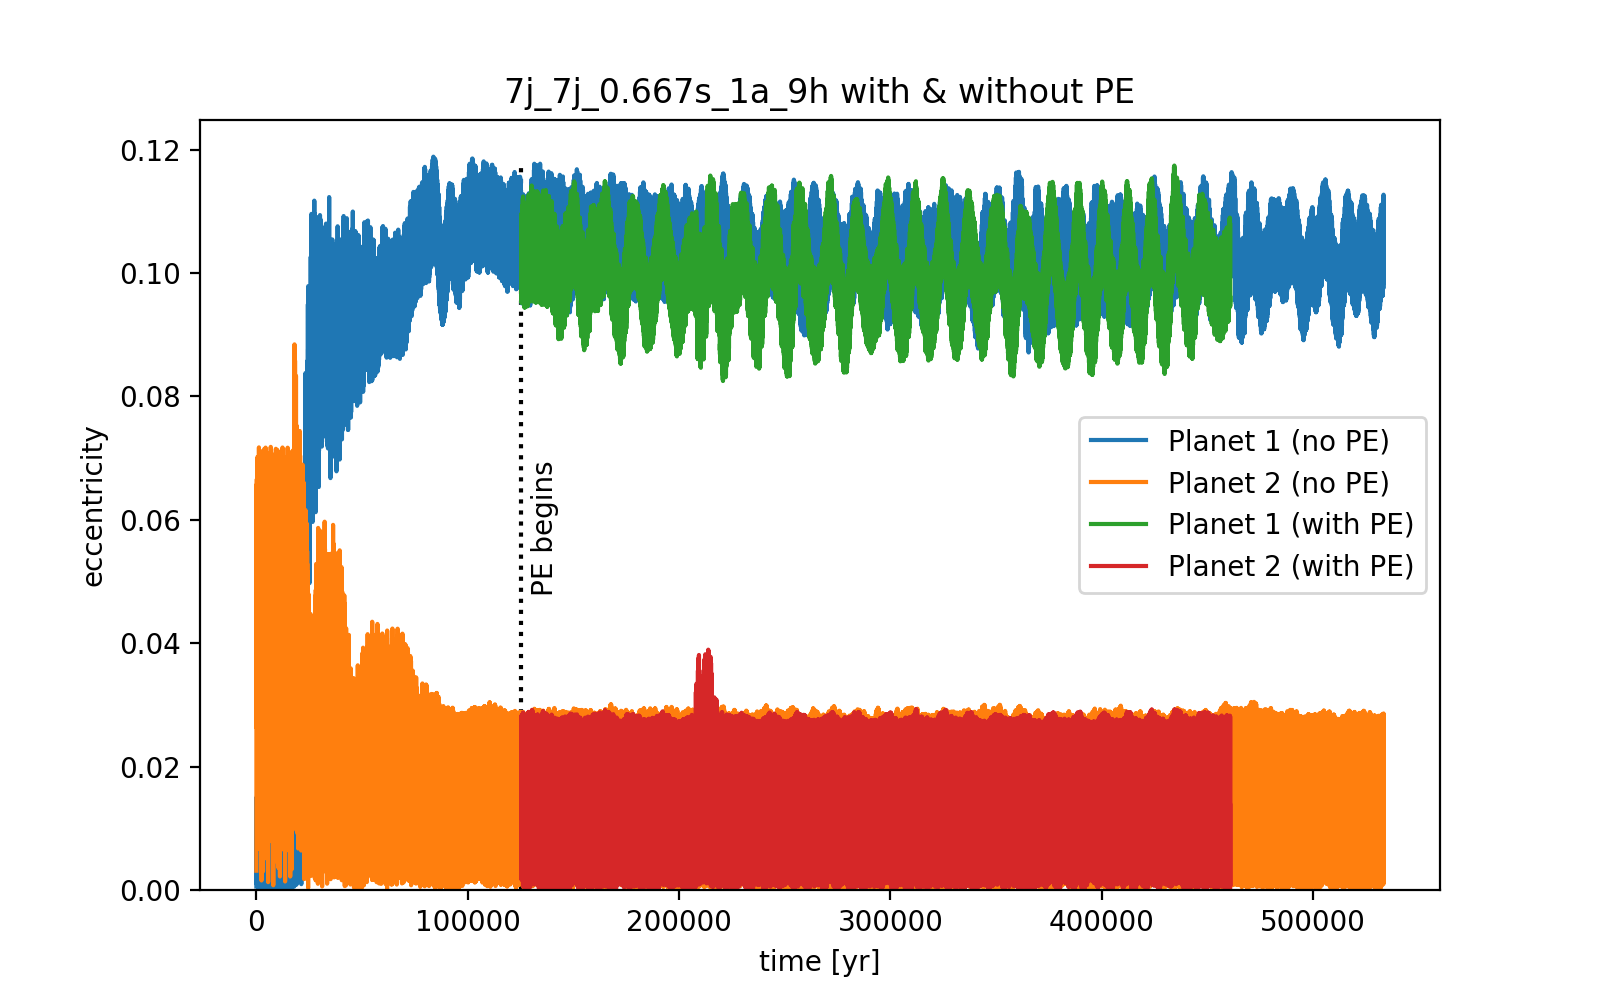 7j_7j_0.667s_1a_9h with & without PE
0.12
0.10
0.08
0.06
0.04
0.02
0.00
eccentricity
PE begins
Planet 1 (no PE)
Planet 2 (no PE)
Planet 1 (with PE)
Planet 2 (with PE)
0
100000
200000
300000
400000
500000
time [yr]